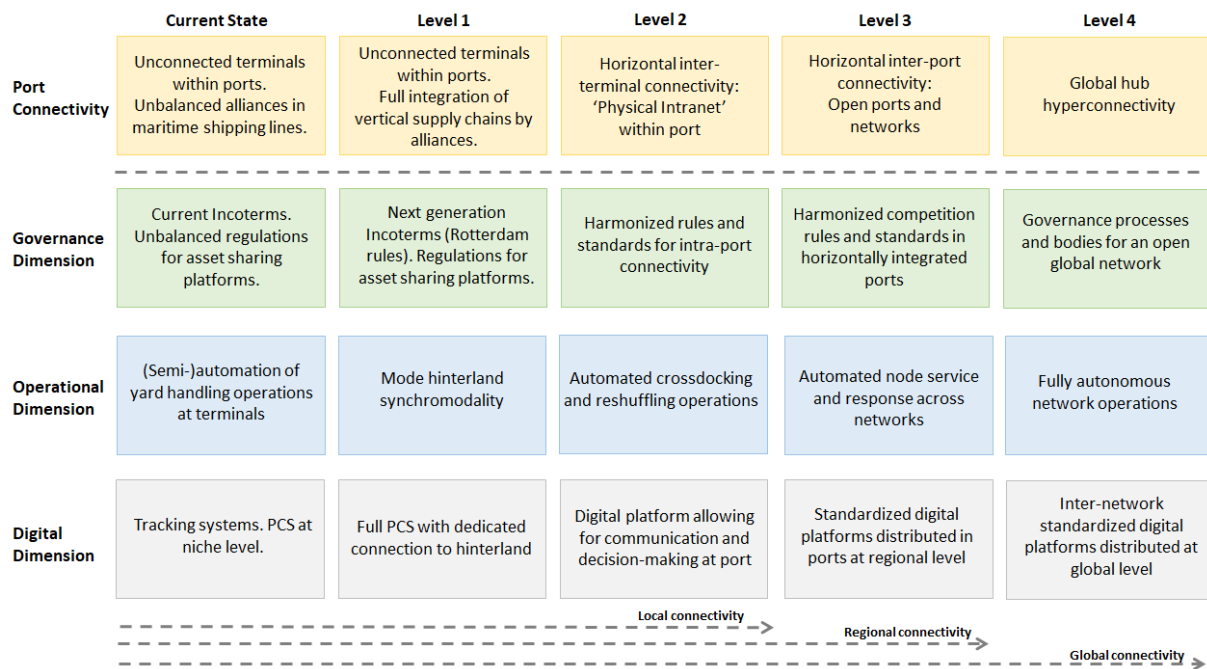 Current State
Level 1
Level 2
Level 3
Level 4
Port
Connectivity
Unconnected terminals
within ports.
Unbalanced alliances in
maritime shipping lines.
Unconnected terminals
within ports.
Full integration of
vertical supply chains by
alliances.
Horizontal inter-
terminal connectivity:
‘Physical Intranet’
within port
Horizontal inter-port
connectivity:
Open ports and
networks
Global hub
hyperconnectivity
Governance
Dimension
Current Incoterms.
Unbalanced regulations
for asset sharing
platforms.
Next generation
Incoterms (Rotterdam
rules). Regulations for
asset sharing platforms.
Harmonized rules and
standards for intra-port
connectivity
Harmonized competition
rules and standards in
horizontally integrated
ports
Governance processes
and bodies for an open
global network
Operational
Dimension
(Semi-)automation of
yard handling operations
at terminals
Mode hinterland
synchromodality
Automated crossdocking
and reshuffling operations
Automated node service
and response across
networks
Fully autonomous
network operations
Digital
Dimension
Tracking systems. PCS at
niche level.
Full PCS with dedicated
connection to hinterland
Digital platform allowing
for communication and
decision-making at port
Standardized digital
platforms distributed in
ports at regional level
Inter-network
standardized digital
platforms distributed at
global level
Local connectivity
Regional connectivity
Global connectivity